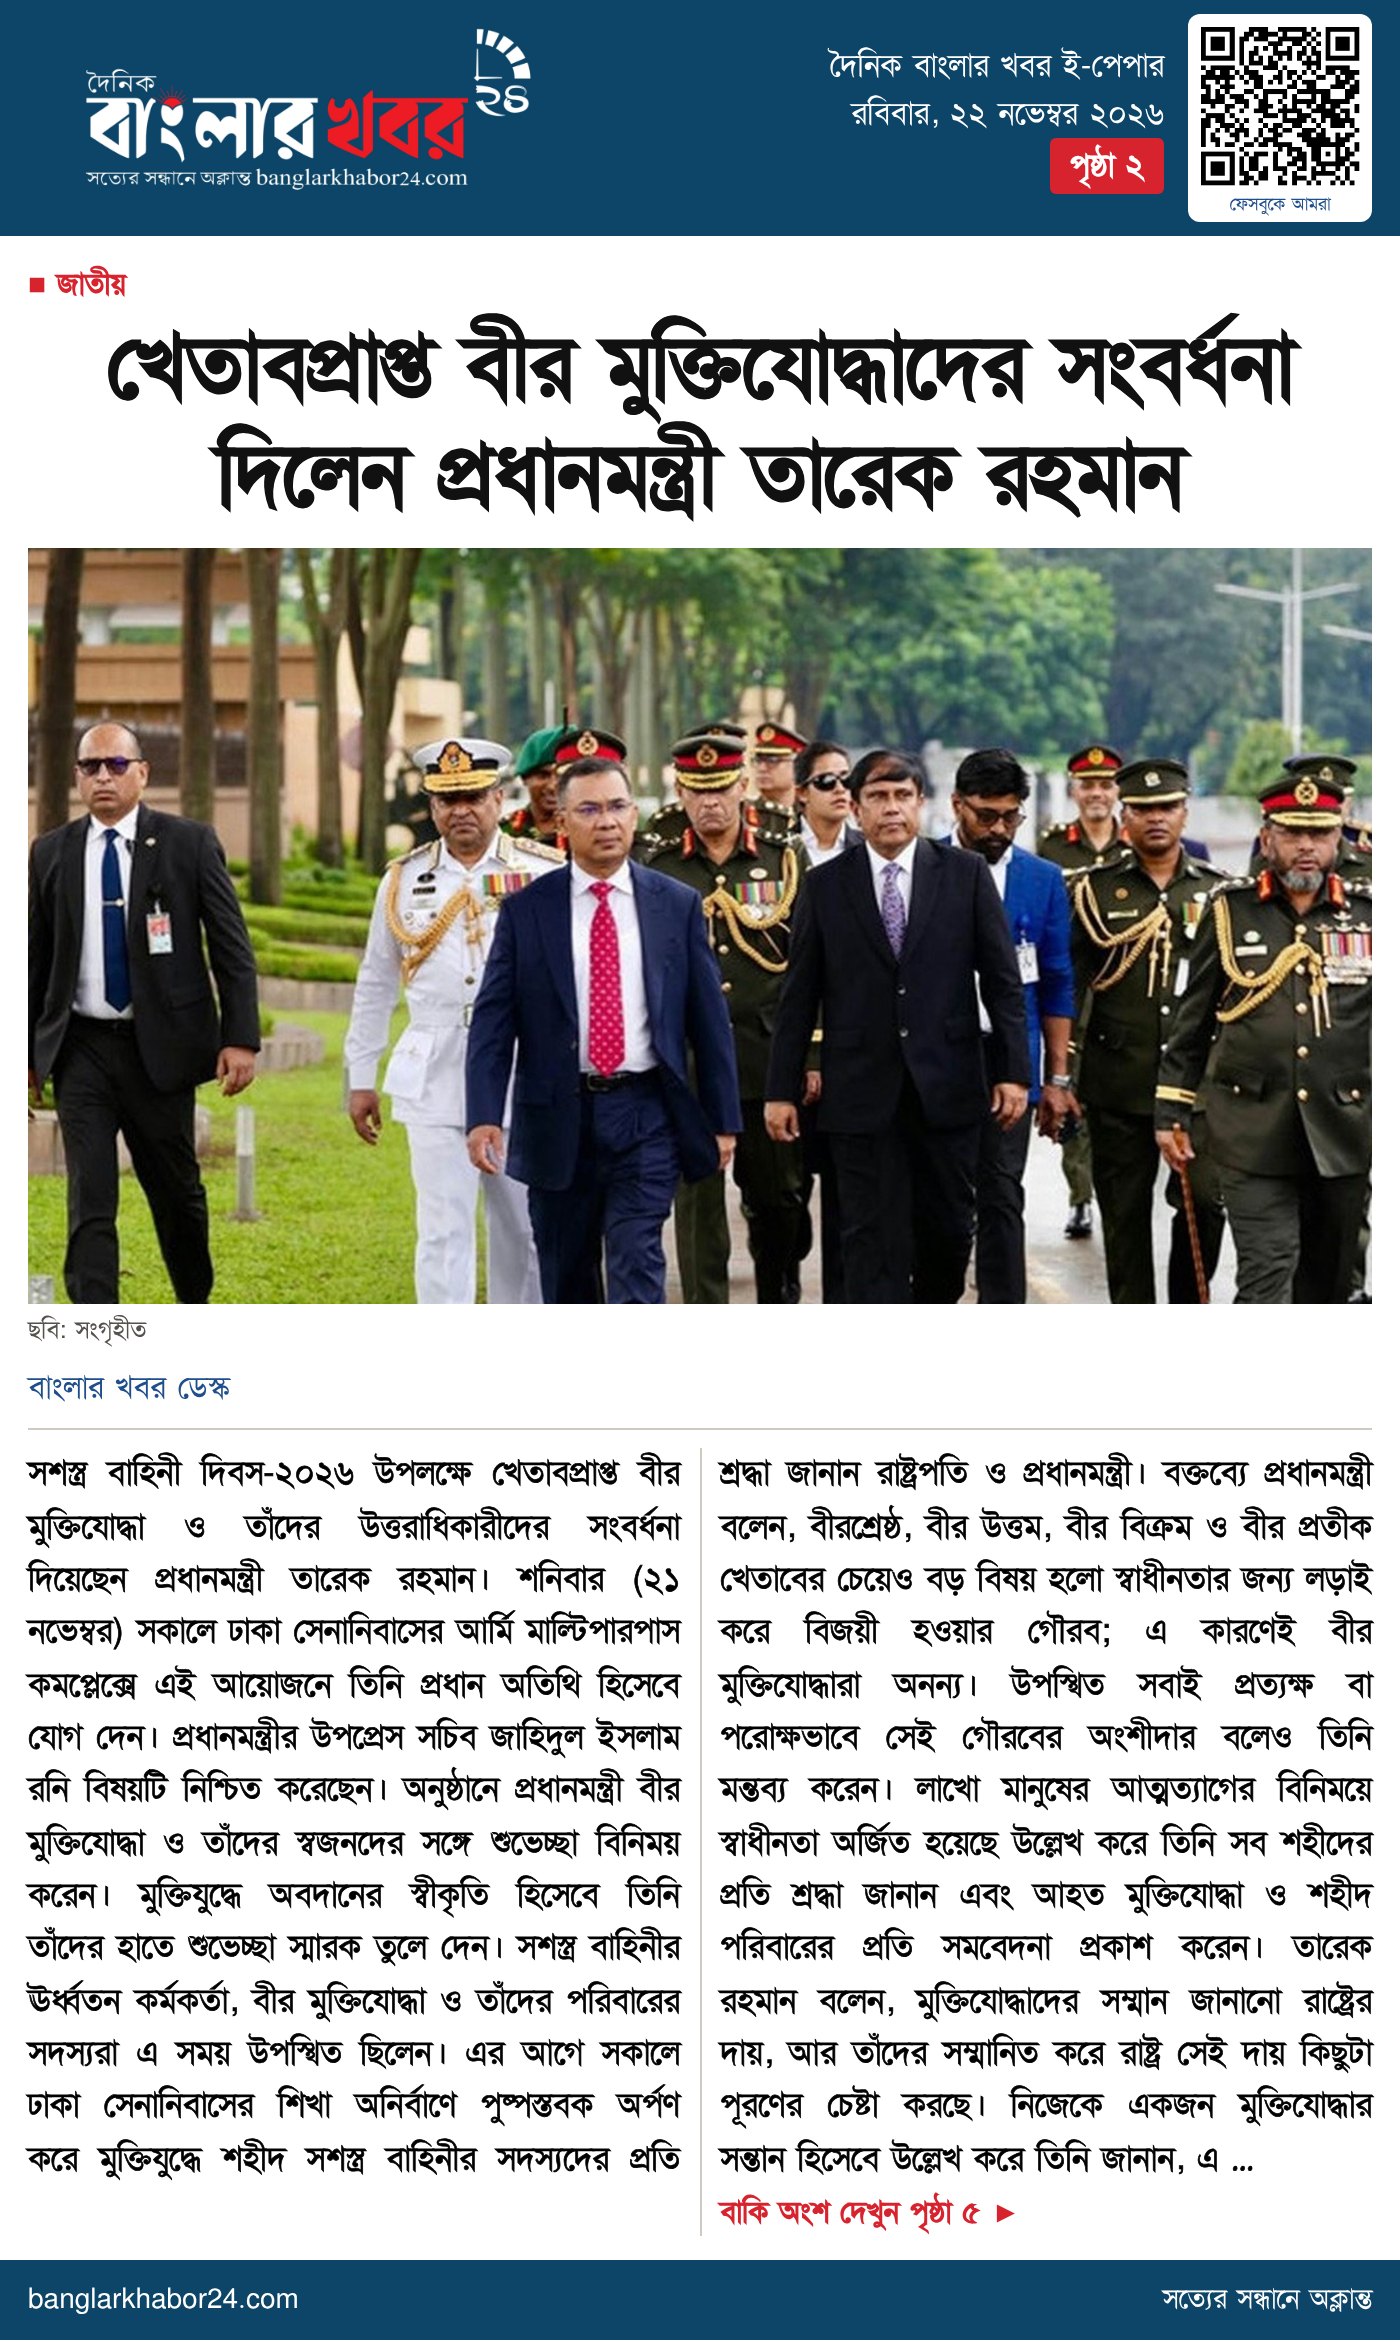 দৈনিক
বাংলার খবর
২৪
সত্যের সন্ধানে অক্লান্ত banglarkhabor24.com
দৈনিক বাংলার খবর ই-পেপার
রবিবার, ২২ নভেম্বর ২০২৬
পৃষ্ঠা ২
ফেসবুকে আমরা
■ জাতীয়
খেতাবপ্রাপ্ত বীর মুক্তিযোদ্ধাদের সংবর্ধনা
দিলেন প্রধানমন্ত্রী তারেক রহমান
ছবি: সংগৃহীত
বাংলার খবর ডেস্ক
সশস্ত্র বাহিনী দিবস-২০২৬ উপলক্ষে খেতাবপ্রাপ্ত বীর
মুক্তিযোদ্ধা ও তাঁদের উত্তরাধিকারীদের সংবর্ধনা
দিয়েছেন প্রধানমন্ত্রী তারেক রহমান। শনিবার (২১
নভেম্বর) সকালে ঢাকা সেনানিবাসের আর্মি মাল্টিপারপাস
কমপ্লেক্সে এই আয়োজনে তিনি প্রধান অতিথি হিসেবে
যোগ দেন। প্রধানমন্ত্রীর উপপ্রেস সচিব জাহিদুল ইসলাম
রনি বিষয়টি নিশ্চিত করেছেন। অনুষ্ঠানে প্রধানমন্ত্রী বীর
মুক্তিযোদ্ধা ও তাঁদের স্বজনদের সঙ্গে শুভেচ্ছা বিনিময়
করেন। মুক্তিযুদ্ধে অবদানের স্বীকৃতি হিসেবে তিনি
তাঁদের হাতে শুভেচ্ছা স্মারক তুলে দেন। সশস্ত্র বাহিনীর
ঊর্ধ্বতন কর্মকর্তা, বীর মুক্তিযোদ্ধা ও তাঁদের পরিবারের
সদস্যরা এ সময় উপস্থিত ছিলেন। এর আগে সকালে
ঢাকা সেনানিবাসের শিখা অনির্বাণে পুষ্পস্তবক অর্পণ
করে মুক্তিযুদ্ধে শহীদ সশস্ত্র বাহিনীর সদস্যদের প্রতি
শ্রদ্ধা জানান রাষ্ট্রপতি ও প্রধানমন্ত্রী। বক্তব্যে প্রধানমন্ত্রী
বলেন, বীরশ্রেষ্ঠ, বীর উত্তম, বীর বিক্রম ও বীর প্রতীক
খেতাবের চেয়েও বড় বিষয় হলো স্বাধীনতার জন্য লড়াই
করে বিজয়ী হওয়ার গৌরব; এ কারণেই বীর
মুক্তিযোদ্ধারা অনন্য। উপস্থিত সবাই প্রত্যক্ষ বা
পরোক্ষভাবে সেই গৌরবের অংশীদার বলেও তিনি
মন্তব্য করেন। লাখো মানুষের আত্মত্যাগের বিনিময়ে
স্বাধীনতা অর্জিত হয়েছে উল্লেখ করে তিনি সব শহীদের
প্রতি শ্রদ্ধা জানান এবং আহত মুক্তিযোদ্ধা ও শহীদ
পরিবারের প্রতি সমবেদনা প্রকাশ করেন। তারেক
রহমান বলেন, মুক্তিযোদ্ধাদের সম্মান জানানো রাষ্ট্রের
দায়, আর তাঁদের সম্মানিত করে রাষ্ট্র সেই দায় কিছুটা
পূরণের চেষ্টা করছে। নিজেকে একজন মুক্তিযোদ্ধার
সন্তান হিসেবে উল্লেখ করে তিনি জানান, এ ...
বাকি অংশ দেখুন পৃষ্ঠা ৫ ►
banglarkhabor24.com
সত্যের সন্ধানে অক্লান্ত